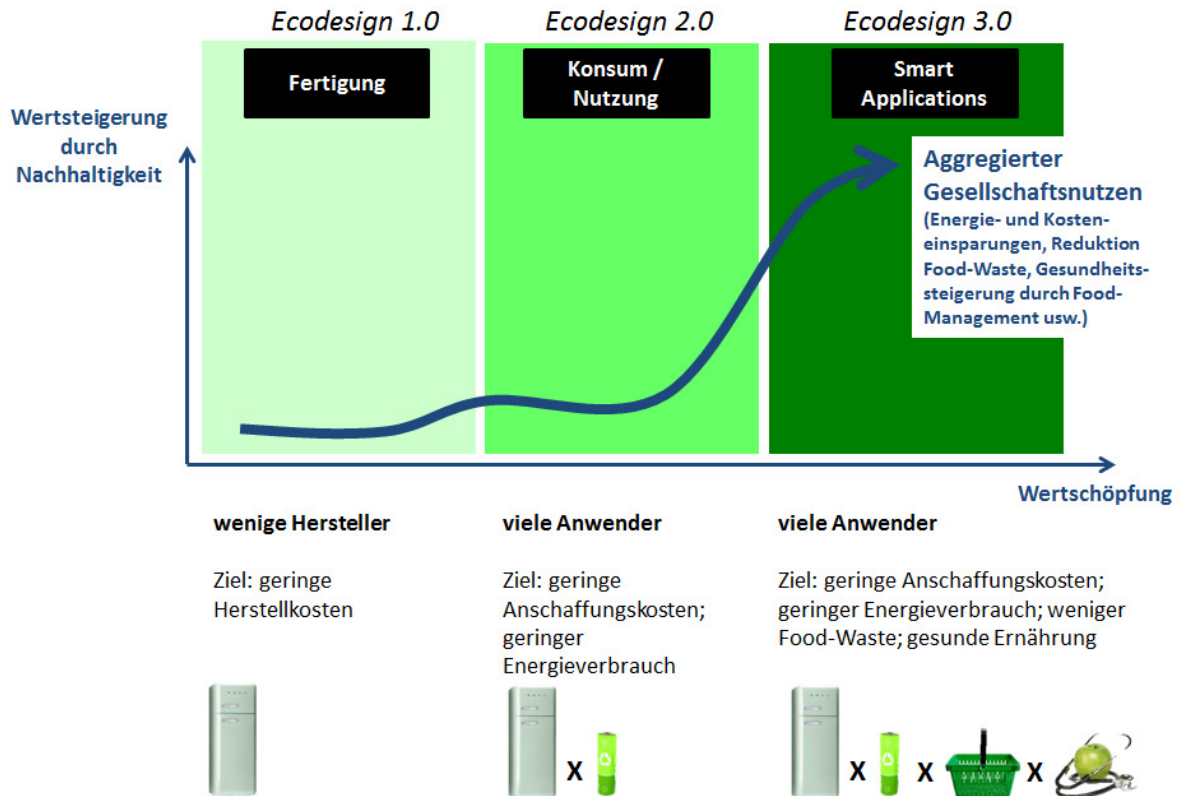 Ecodesign 1.0
Ecodesign 2.0
Ecodesign 3.0
Fertigung
Konsum /
Nutzung
Smart
Applications
Wertsteigerung
durch
Nachhaltigkeit
Aggregierter
Gesellschaftsnutzen
(Energie- und Kosten-
einsparungen, Reduktion
Food-Waste, Gesundheits-
steigerung durch Food-
Management usw.)
Wertschöpfung
wenige Hersteller
Ziel: geringe
Herstellkosten
viele Anwender
Ziel: geringe
Anschaffungskosten;
geringer
Energieverbrauch
viele Anwender
Ziel: geringe Anschaffungskosten;
geringer Energieverbrauch; weniger
Food-Waste; gesunde Ernährung
X
X X X